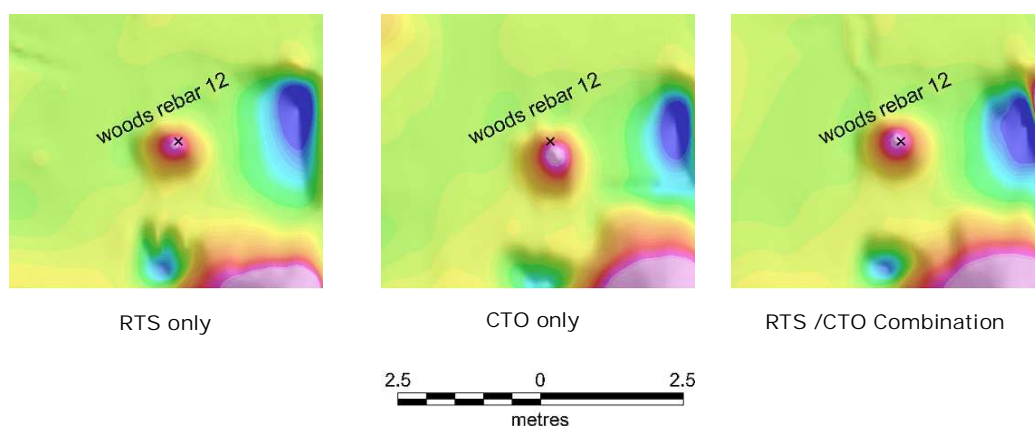 woods rebar 12
woods rebar 12
woods rebar 12
RTS only
CTO only
RTS /CTO Combination
2.5 0 2.5
metres